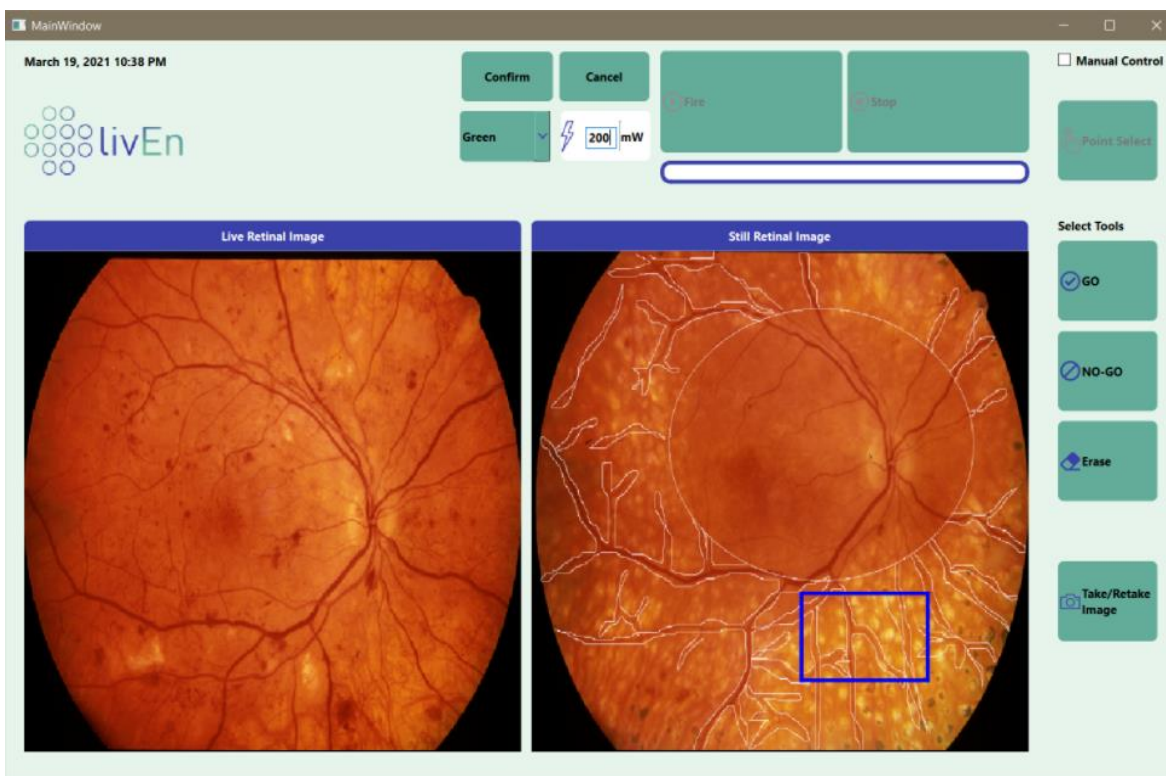 MainWindow
March 19, 2021 10:38 PM
livEn
Confirm
Cancel
Green
200 mW
Fire
Stop
Manual Control
Point Select
Live Retinal Image
Still Retinal Image
Select Tools
GO
NO-GO
Erase
Take/Retake
Image